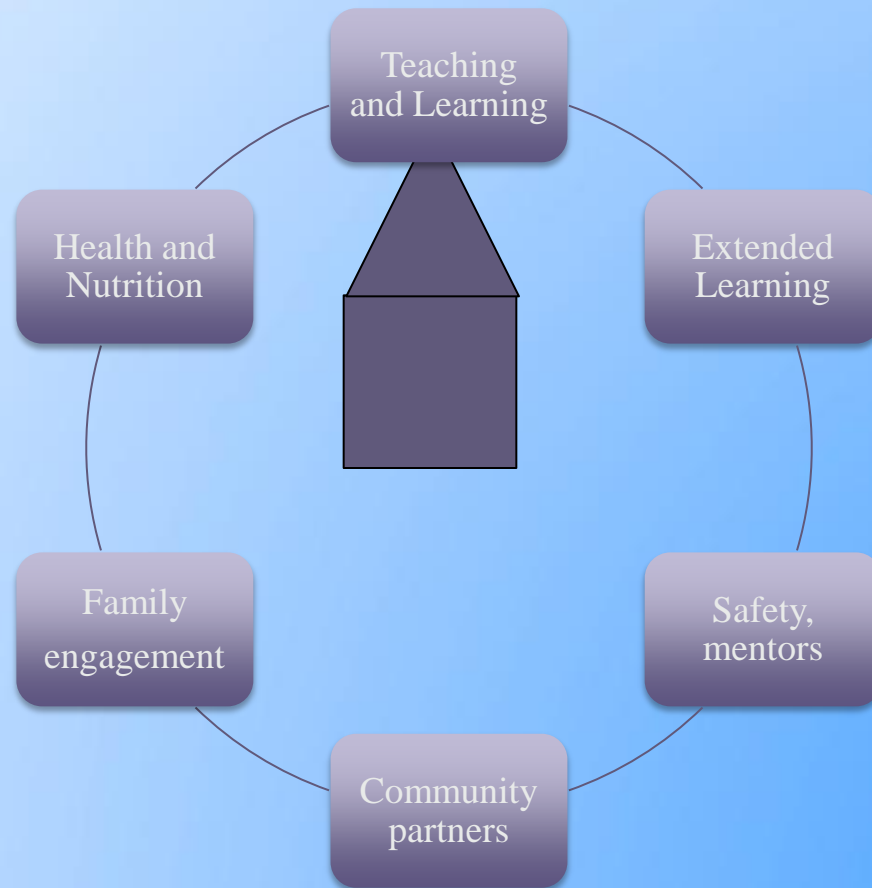 Teaching
and Learning
Health and
Nutrition
Extended
Learning
Family
engagement
Safety,
mentors
Community
partners